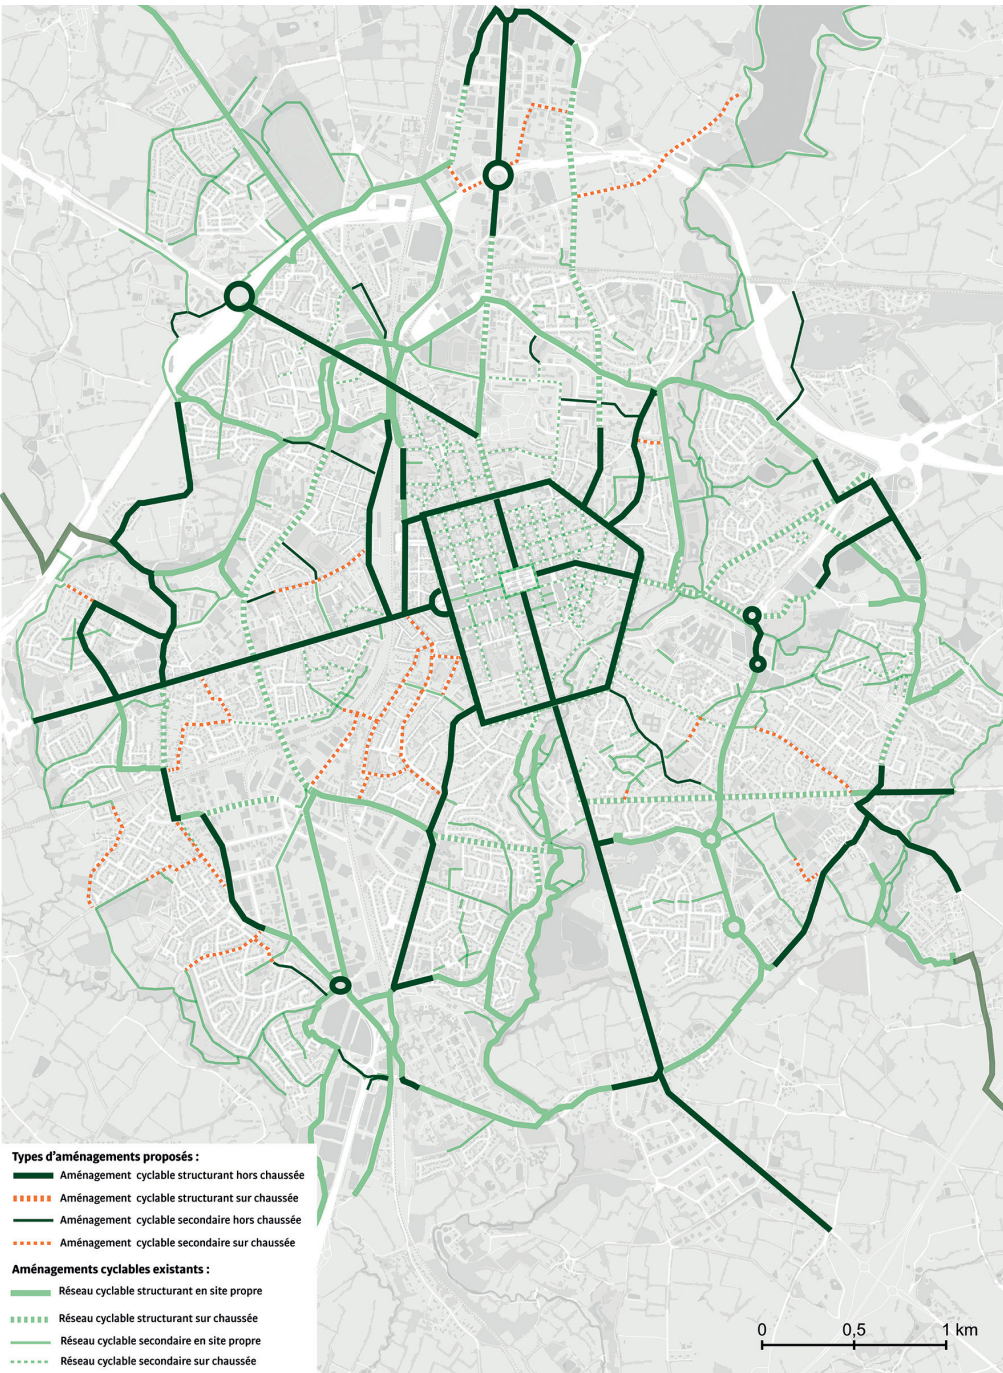 Types d'aménagements proposés :
Aménagement cyclable structurant hors chaussée
Aménagement cyclable structurant sur chaussée
Aménagement cyclable secondaire hors chaussée
Aménagement cyclable secondaire sur chaussée
Aménagements cyclables existants :
Réseau cyclable structurant en site propre
Réseau cyclable structurant sur chaussée
Réseau cyclable secondaire en site propre
Réseau cyclable secondaire sur chaussée
0 0,5 1 km